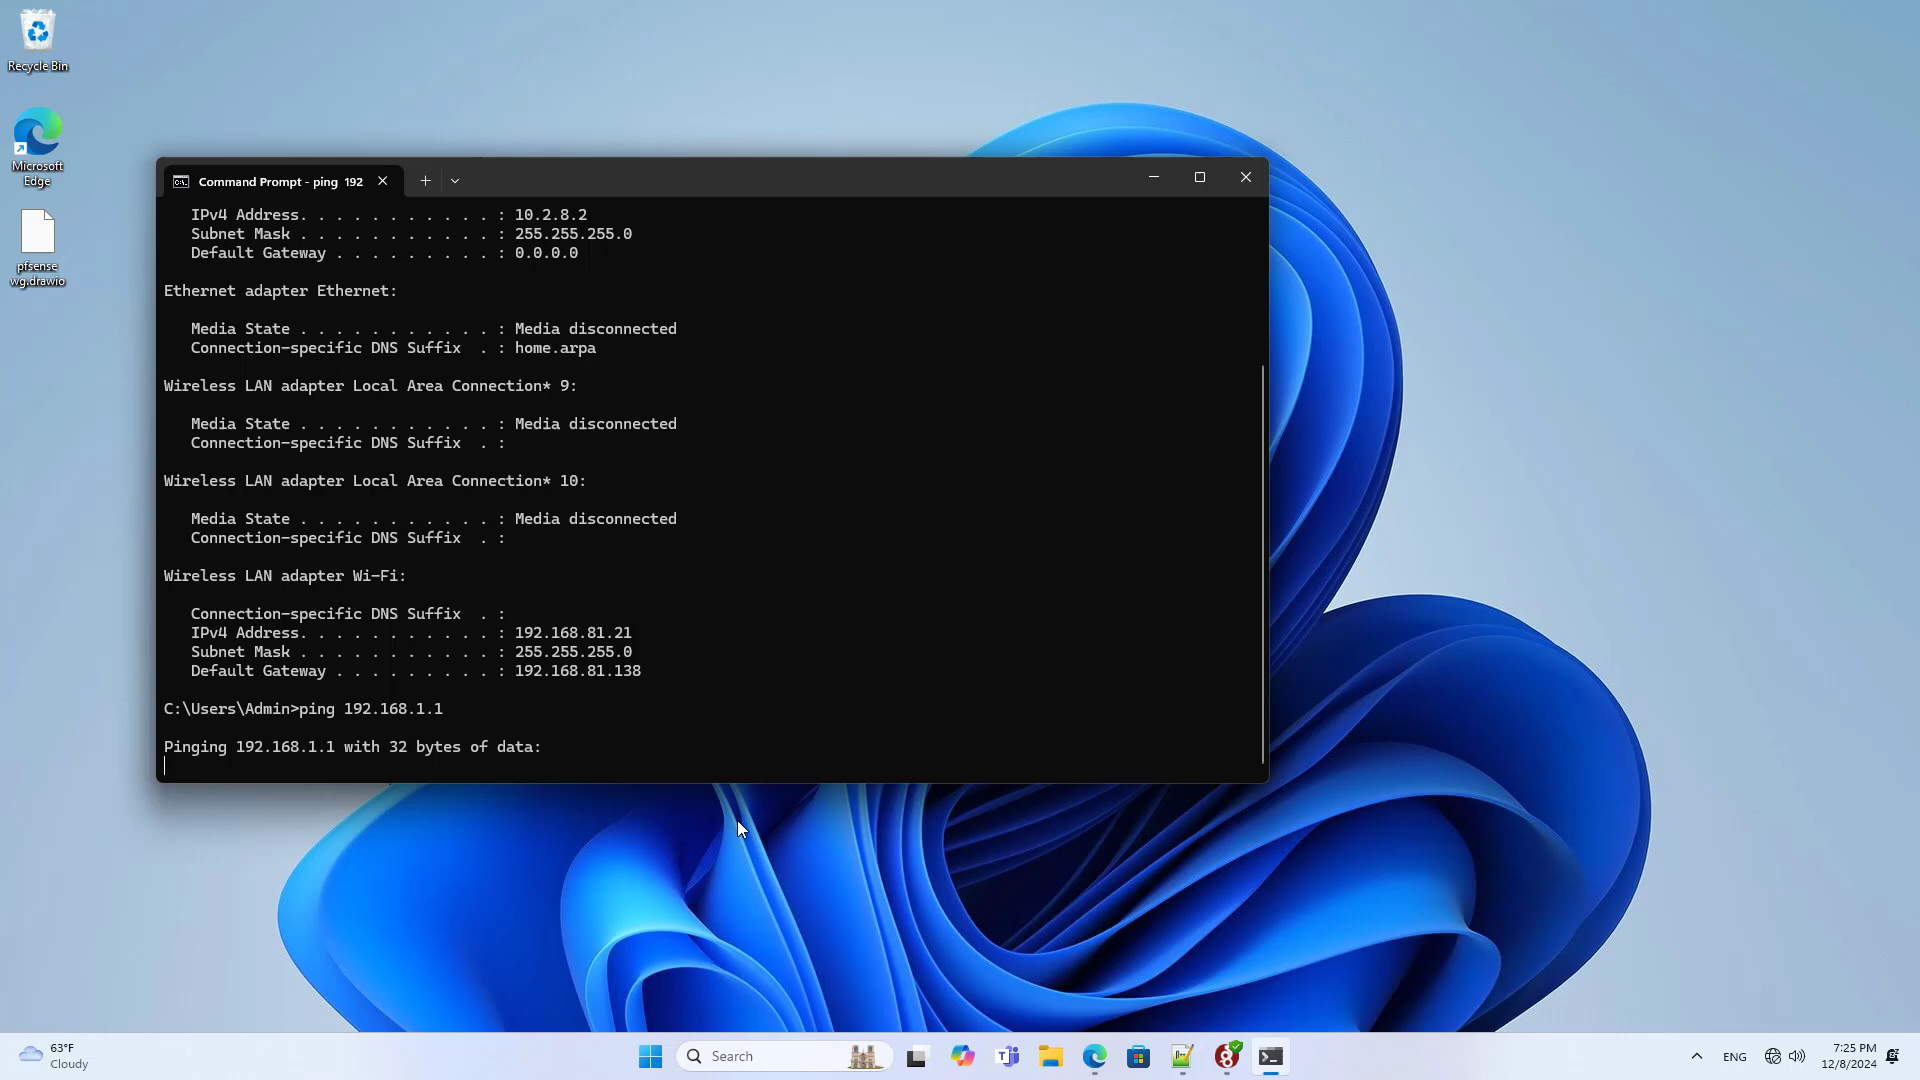 Recycle Bin
Microsoft
Edge
pfsense
wg.drawio
Command Prompt - ping 192
IPv4 Address. . . . . . . . . . . : 10.2.8.2
Subnet Mask . . . . . . . . . . . : 255.255.255.0
Default Gateway . . . . . . . . . : 0.0.0.0
Ethernet adapter Ethernet:
Media State . . . . . . . . . . . : Media disconnected
Connection-specific DNS Suffix  . : home.arpa
Wireless LAN adapter Local Area Connection* 9:
Media State . . . . . . . . . . . : Media disconnected
Connection-specific DNS Suffix  . :
Wireless LAN adapter Local Area Connection* 10:
Media State . . . . . . . . . . . : Media disconnected
Connection-specific DNS Suffix  . :
Wireless LAN adapter Wi-Fi:
Connection-specific DNS Suffix  . :
IPv4 Address. . . . . . . . . . . : 192.168.81.21
Subnet Mask . . . . . . . . . . . : 255.255.255.0
Default Gateway . . . . . . . . . : 192.168.81.138
C:\Users\Admin>ping 192.168.1.1
Pinging 192.168.1.1 with 32 bytes of data:
63°F
Cloudy
Search
ENG
7:25 PM
12/8/2024